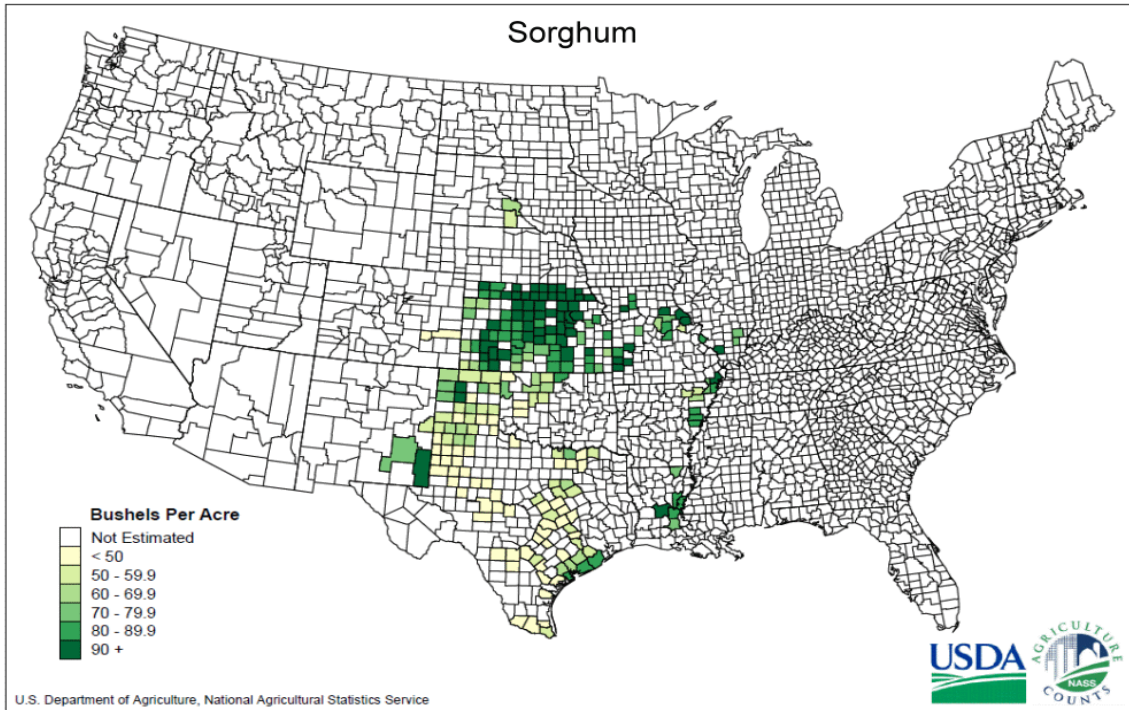 Sorghum
Bushels Per Acre
Not Estimated
< 50
50 - 59.9
60 - 69.9
70 - 79.9
80 - 89.9
90 +
USDA
AGRICULTURE
NASS
COUNTS
U.S. Department of Agriculture, National Agricultural Statistics Service